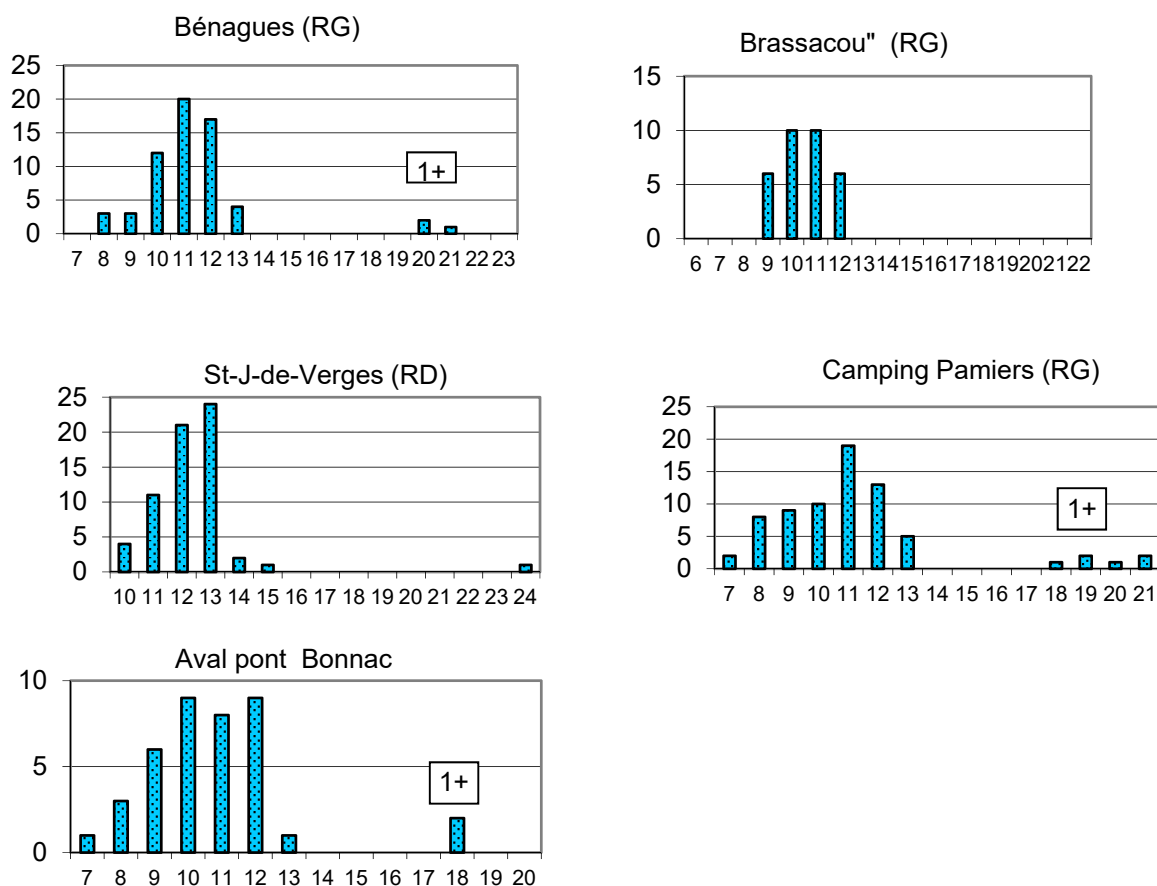 Bénagues (RG)
25
20
15
10
5
0
1+
7 8 9 10 11 12 13 14 15 16 17 18 19 20 21 22 23
Brassacou" (RG)
15
10
5
0
6 7 8 9 10 11 12 13 14 15 16 17 18 19 20 21 22
St-J-de-Verges (RD)
25
20
15
10
5
0
10 11 12 13 14 15 16 17 18 19 20 21 22 23 24
Camping Pamiers (RG)
25
20
15
10
5
0
1+
7 8 9 10 11 12 13 14 15 16 17 18 19 20 21
Aval pont Bonnac
10
5
0
1+
7 8 9 10 11 12 13 14 15 16 17 18 19 20